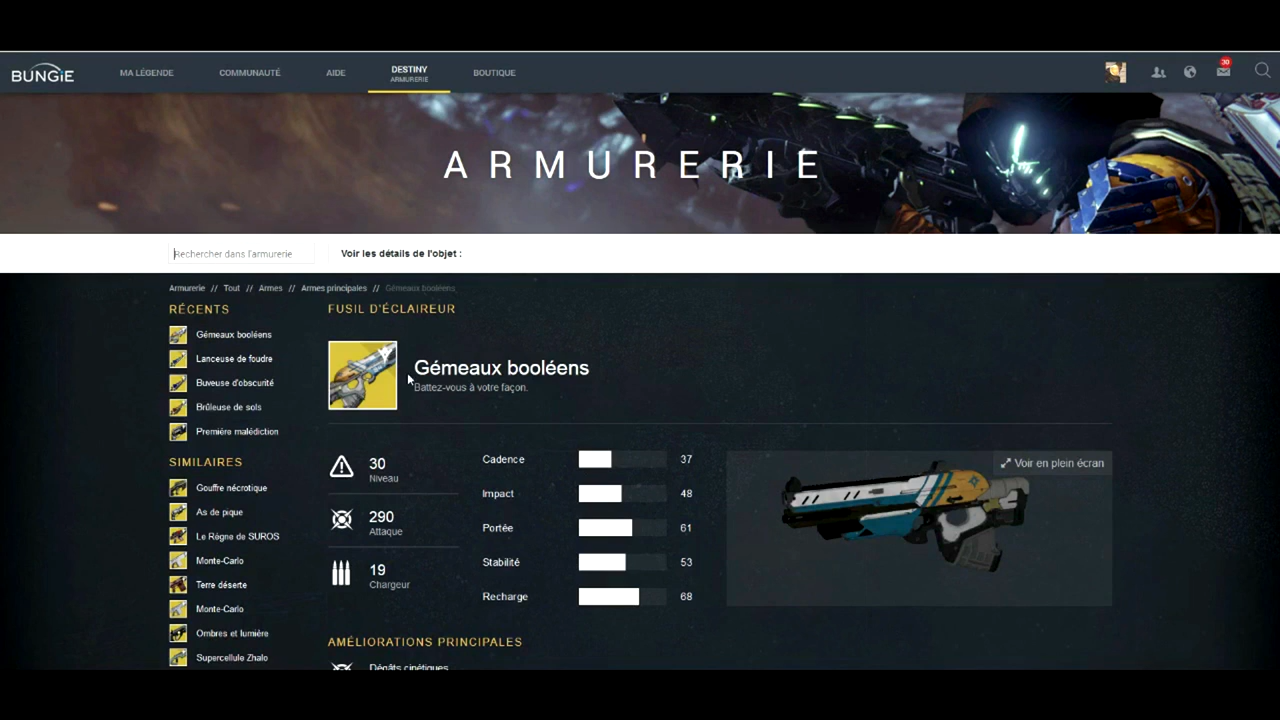 BUNGiE
MA LÉGENDE
COMMUNAUTÉ
AIDE
DESTINY
ARMURERIE
BOUTIQUE
30
ARMURERIE
Rechercher dans l'armurerie
Voir les détails de l'objet :
Armurerie // Tout // Armes // Armes principales // Gémeaux booléens
RÉCENTS
Gémeaux booléens
Lanceuse de foudre
Buveuse d'obscurité
Brûleuse de sols
Première malédiction
SIMILAIRES
Gouffre nécrotique
As de pique
Le Règne de SUROS
Monte-Carlo
Terre déserte
Monte-Carlo
Ombres et lumière
Supercellule Zhalo
FUSIL D'ÉCLAIREUR
Gémeaux booléens
Battez-vous à votre façon.
30
Niveau
290
Attaque
19
Chargeur
Cadence 37
Impact 48
Portée 61
Stabilité 53
Recharge 68
Voir en plein écran
AMÉLIORATIONS PRINCIPALES
Dégâts cinétiques